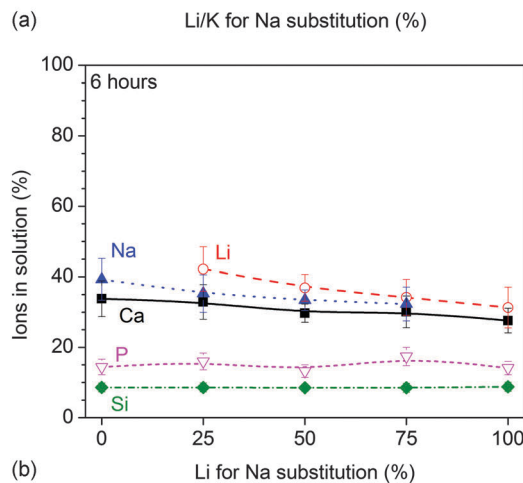 (a) Li/K for Na substitution (%)
100
6 hours
80
60
Ions in solution (%)
Na
Li
40
Ca
20
P
Si
0
0 25 50 75 100
(b) Li for Na substitution (%)